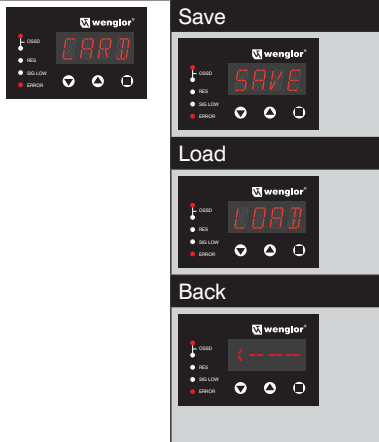 wenglor®
OSSD
CARD
RES
SIG LOW
ERROR
Save
wenglor®
OSSD
SAVE
RES
SIG LOW
ERROR
Load
wenglor®
OSSD
LOAD
RES
SIG LOW
ERROR
Back
wenglor®
OSSD
<-----
RES
SIG LOW
ERROR